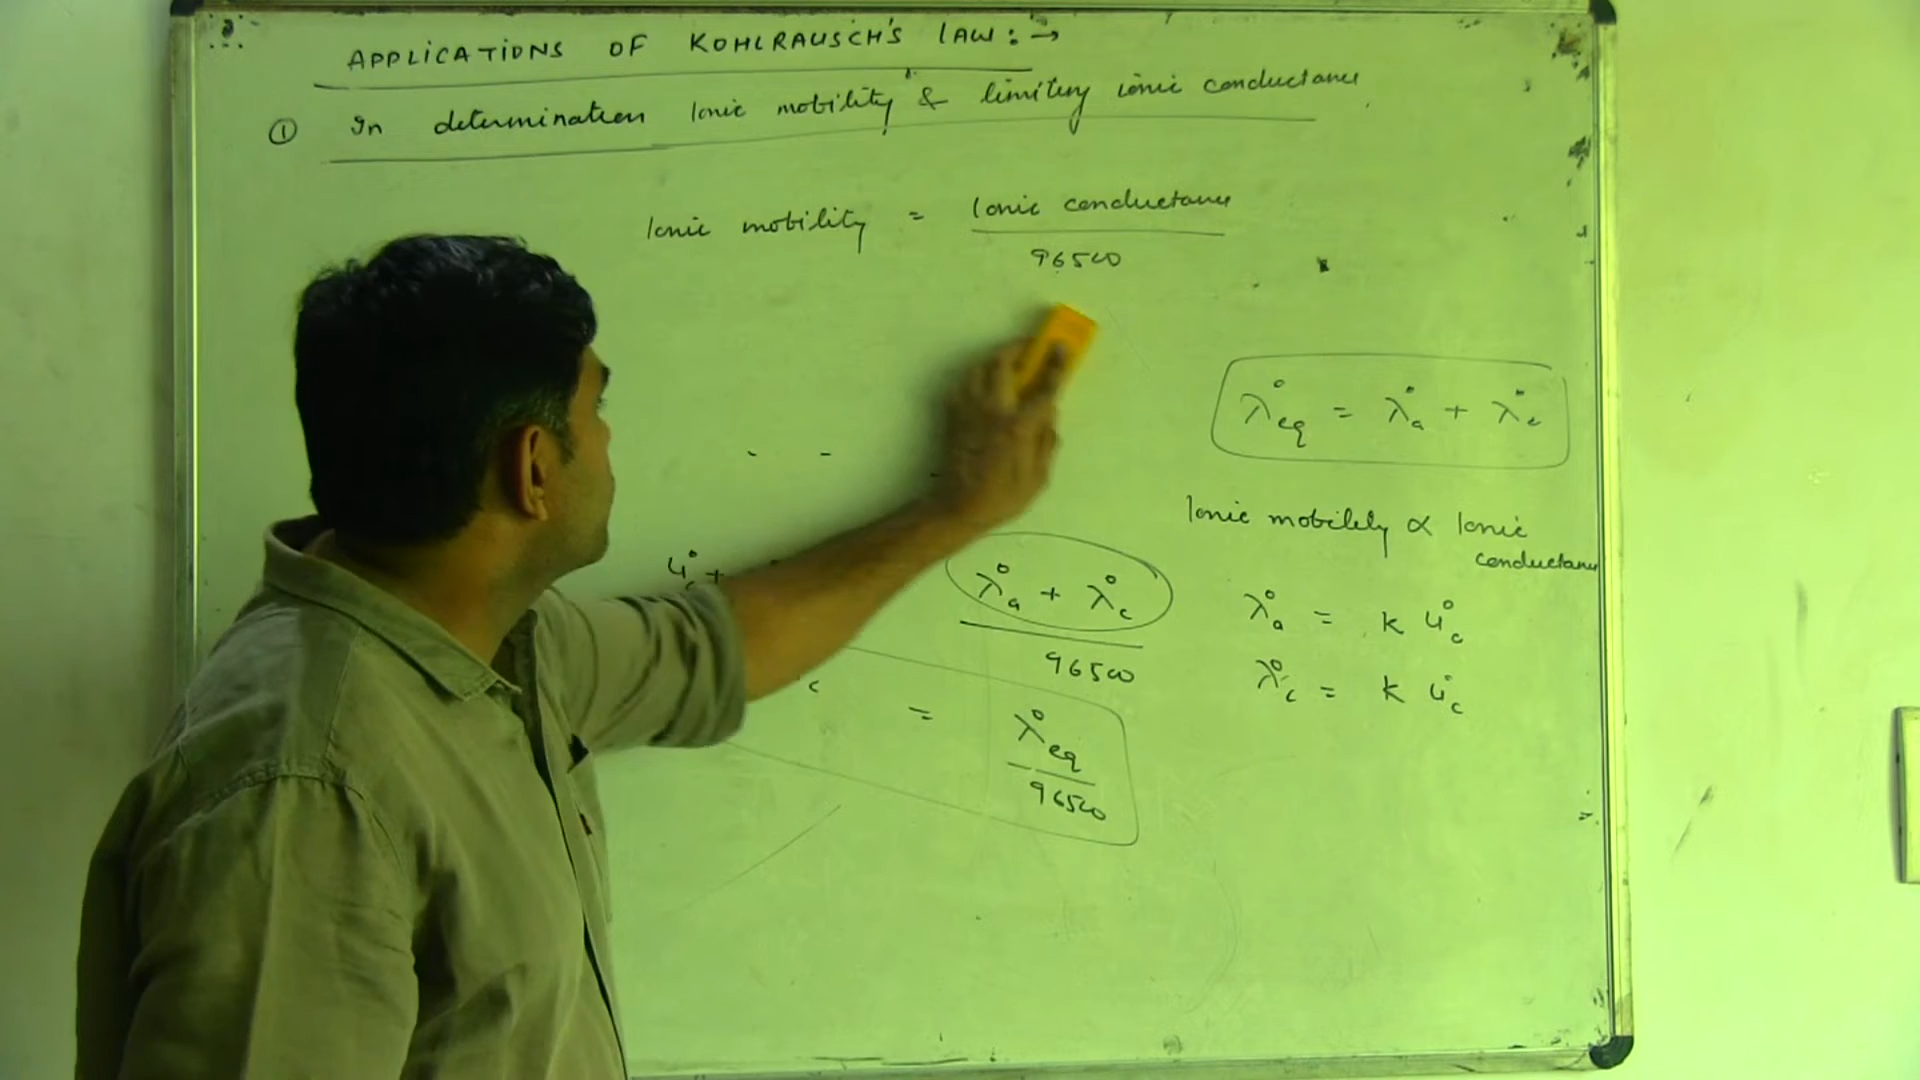 APPLICATIONS OF KOHLRAUSCH'S LAW:→
① In determination Ionic mobility & limiting ionic conductance
Ionic mobility = Ionic conductance
96500
λ°eq = λ°a + λ°c
Ionic mobility ∝ Ionic
conductance
u°c +
λ°a + λ°c
96500
λ°a = K u°c
λ°c = K u°c
c
= λ°eq
96500